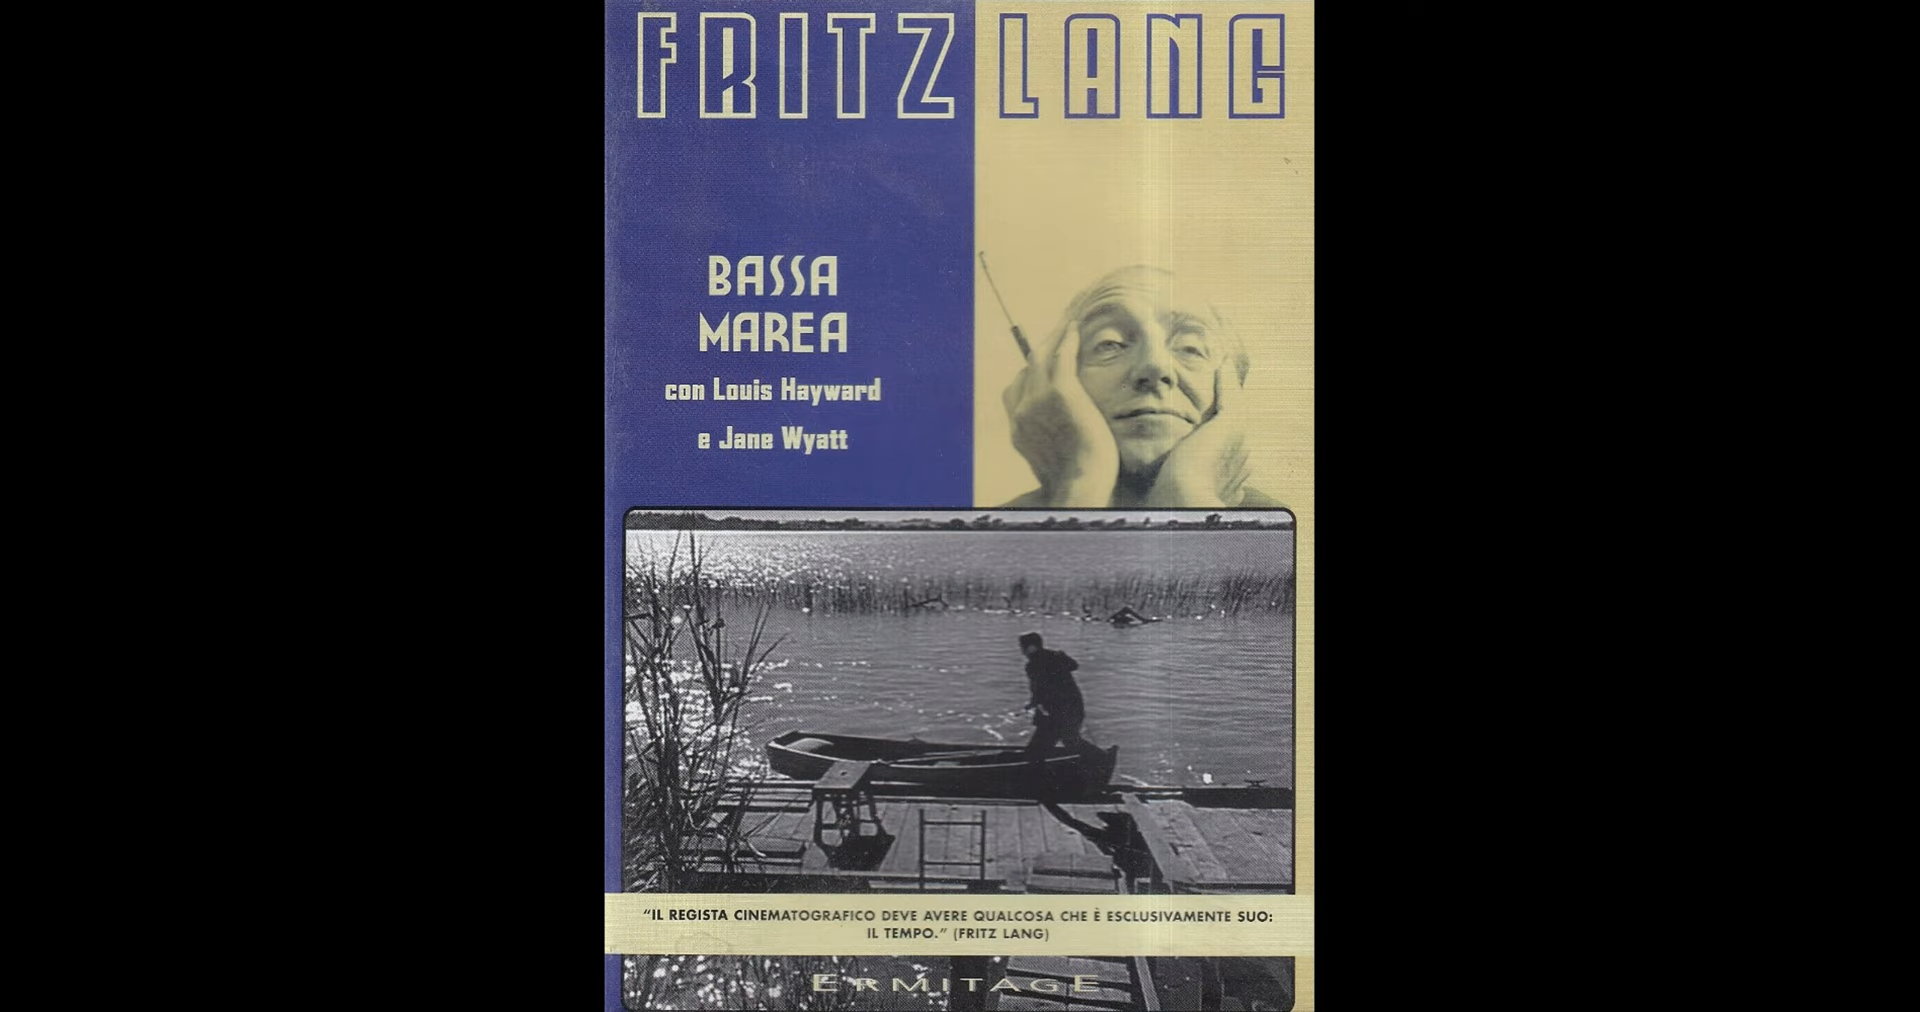 FRITZ LANG
BASSA
MAREA
con Louis Hayward
e Jane Wyatt
"IL REGISTA CINEMATOGRAFICO DEVE AVERE QUALCOSA CHE È ESCLUSIVAMENTE SUO:
IL TEMPO." (FRITZ LANG)
ERMITAGE